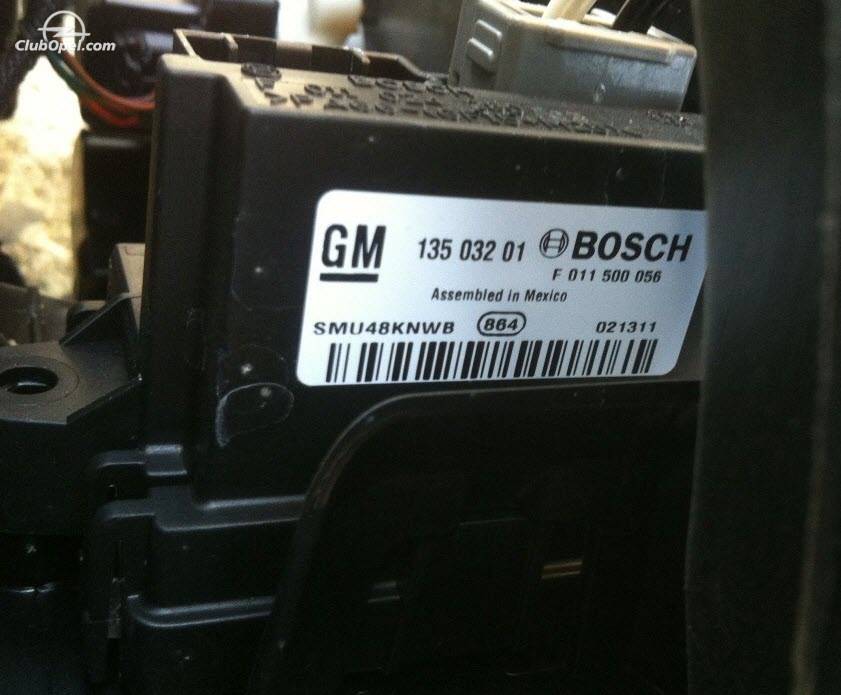 ClubOpel.com
GM 135 032 01 BOSCH
F 011 500 056
Assembled in Mexico
SMU48KNWB 864 021311